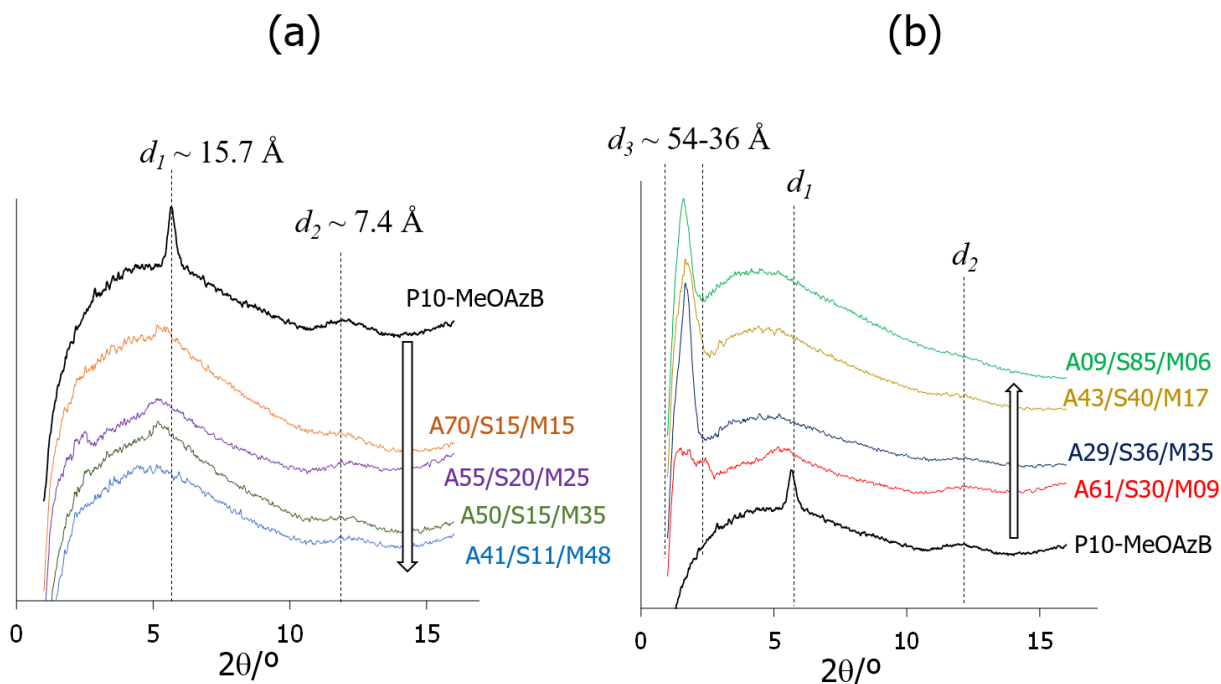 (a)
d₁ ~ 15.7 Å
d₂ ~ 7.4 Å
P10-MeOAzB
A70/S15/M15
A55/S20/M25
A50/S15/M35
A41/S11/M48
0 5 10 15
2θ/º
(b)
d₃ ~ 54-36 Å
d₁
d₂
A09/S85/M06
A43/S40/M17
A29/S36/M35
A61/S30/M09
P10-MeOAzB
0 5 10 15
2θ/º